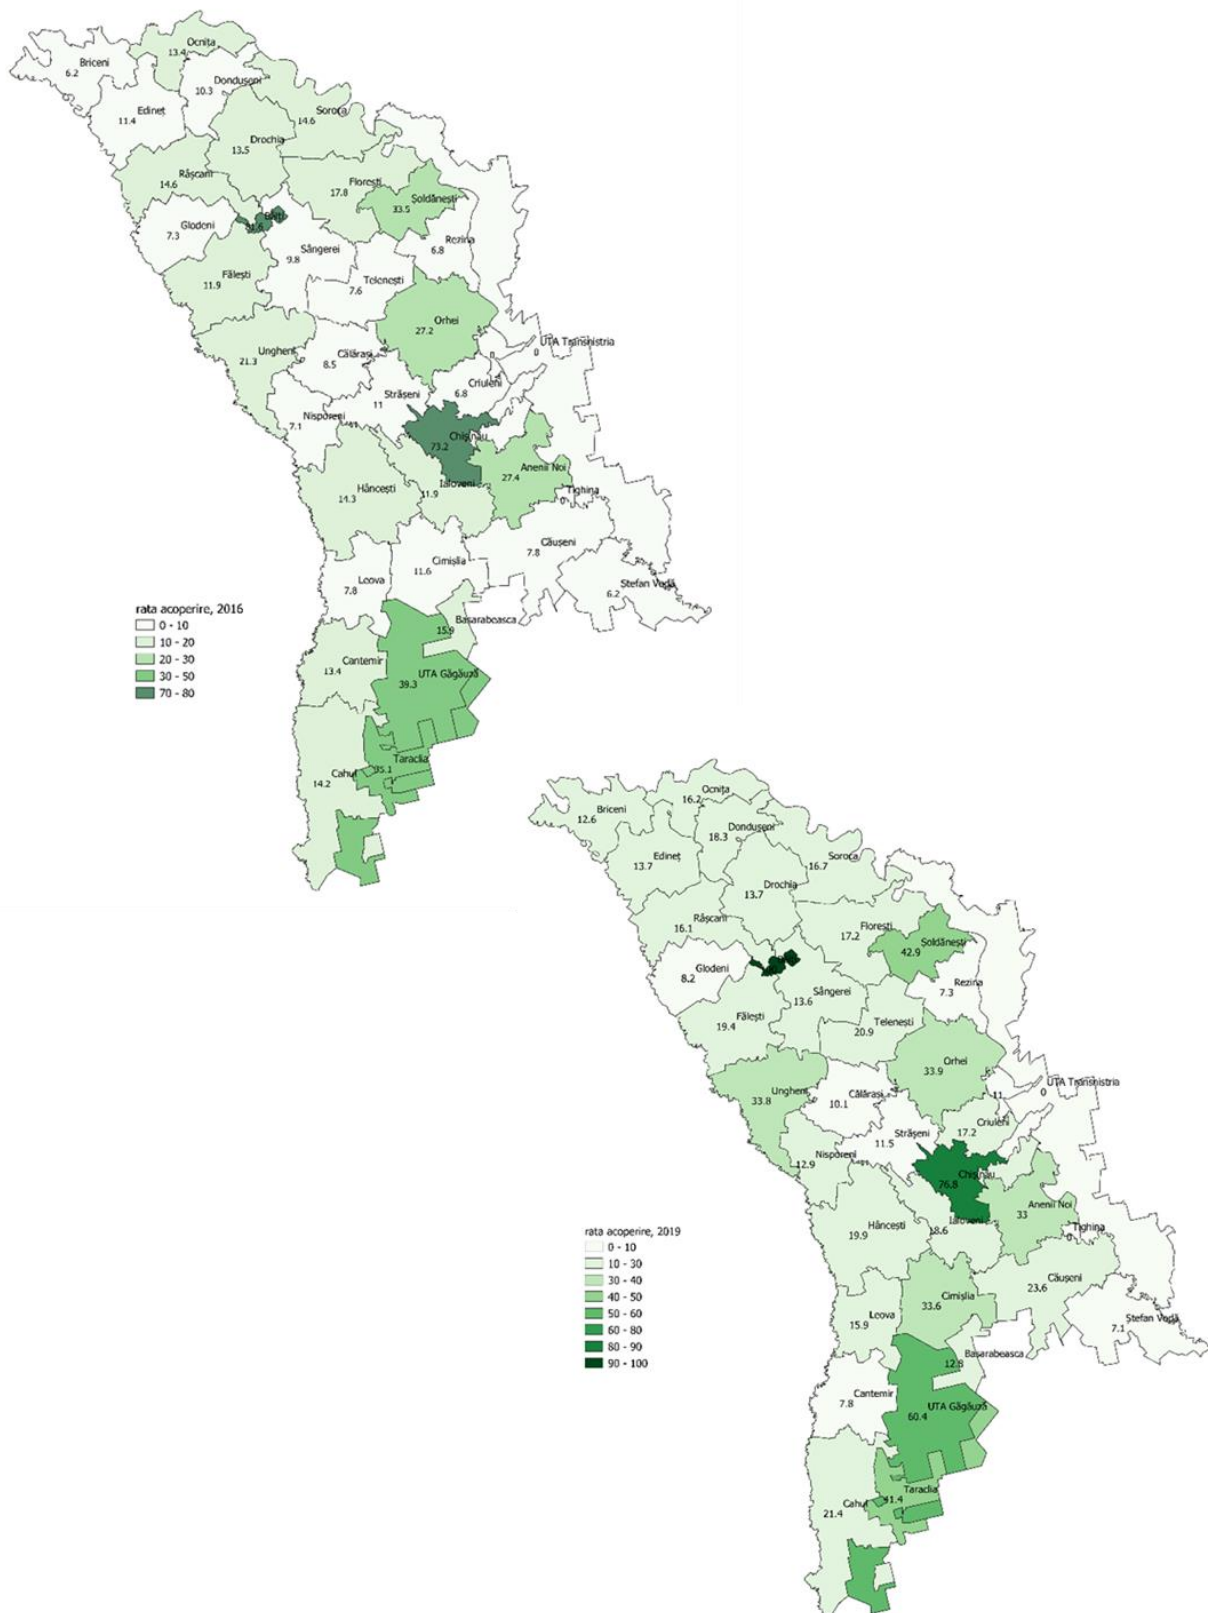 Ocnița
13.4
Briceni
6.2
Dondușeni
10.3
Edineț
11.4
Soroca
14.6
Drochia
13.5
Râșcani
14.6
Florești
17.8
Șoldănești
33.5
Glodeni
7.3
Sângerei
9.8
Rezina
6.8
Fălești
11.9
Telenești
7.6
Orhei
27.2
Ungheni
21.3
Călărași
8.5
UTA Transnistria
0
Strășeni
11
Criuleni
6.8
Nisporeni
7.1
Chișinău
73.2
Anenii Noi
27.4
Hâncești
14.3
Ialoveni
11.9
Tighina
0
Căușeni
7.8
Cimișlia
11.6
Leova
7.8
Ștefan Vodă
6.2
rata acoperire, 2016
0 - 10
10 - 20
20 - 30
30 - 50
70 - 80
Basarabeasca
15.9
Cantemir
13.4
UTA Găgăuză
39.3
Taraclia
35.1
Cahul
14.2
Ocnița
16.2
Briceni
12.6
Dondușeni
18.3
Edineț
13.7
Soroca
16.7
Drochia
13.7
Râșcani
16.1
Florești
17.2
Șoldănești
42.9
Glodeni
8.2
Sângerei
13.6
Rezina
7.3
Fălești
19.4
Telenești
20.9
Orhei
33.9
Ungheni
33.8
Călărași
10.1
UTA Transnistria
0
Strășeni
11.5
Criuleni
17.2
Nisporeni
12.9
Chișinău
76.8
Anenii Noi
33
Hâncești
19.9
Ialoveni
18.6
Tighina
0
Căușeni
23.6
Cimișlia
33.6
Leova
15.9
Ștefan Vodă
7.1
rata acoperire, 2019
0 - 10
10 - 30
30 - 40
40 - 50
50 - 60
60 - 80
80 - 90
90 - 100
Basarabeasca
12.8
Cantemir
7.8
UTA Găgăuză
60.4
Taraclia
41.4
Cahul
21.4